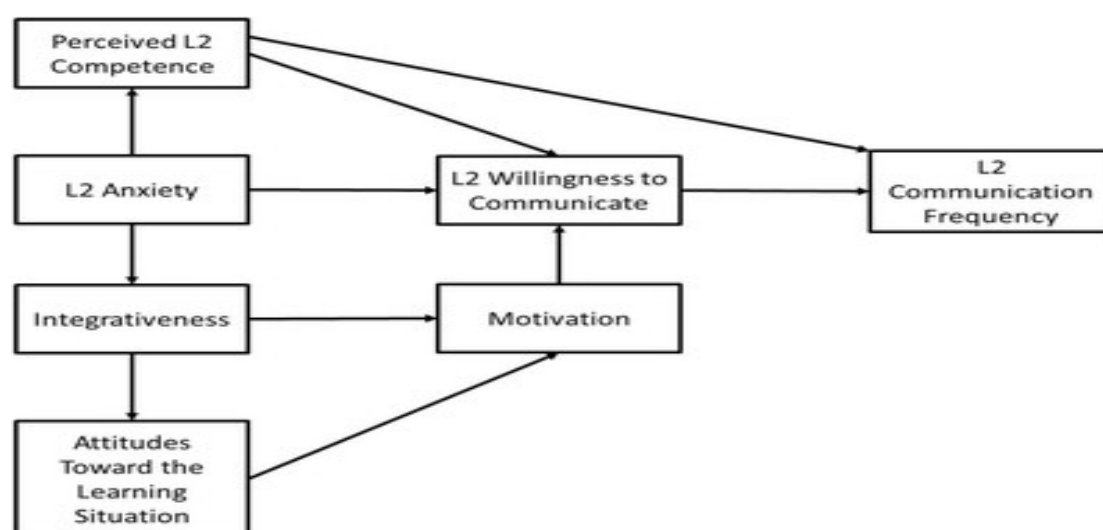 Perceived L2
Competence
L2 Anxiety
L2 Willingness to
Communicate
L2
Communication
Frequency
Integrativeness
Motivation
Attitudes
Toward the
Learning
Situation